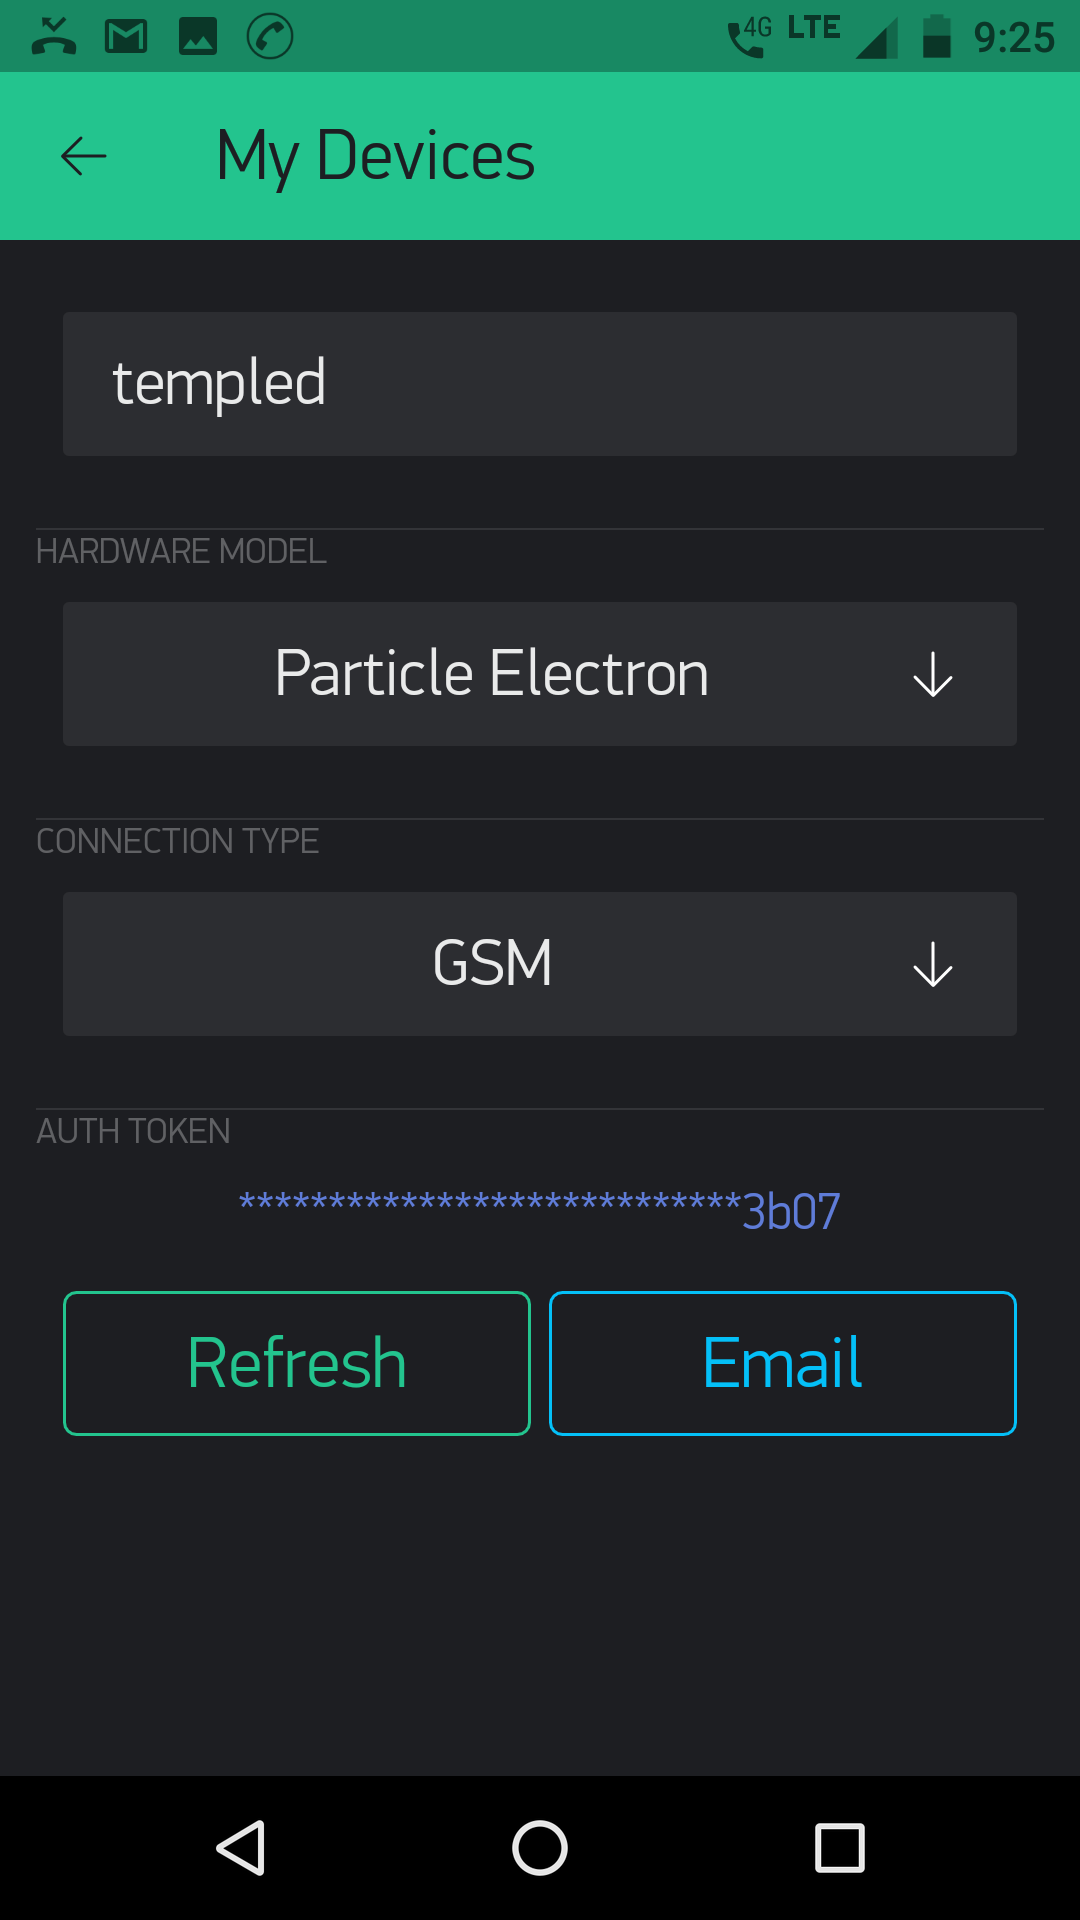 4G LTE 9:25
My Devices
templed
HARDWARE MODEL
Particle Electron
CONNECTION TYPE
GSM
AUTH TOKEN
****************************3b07
Refresh Email